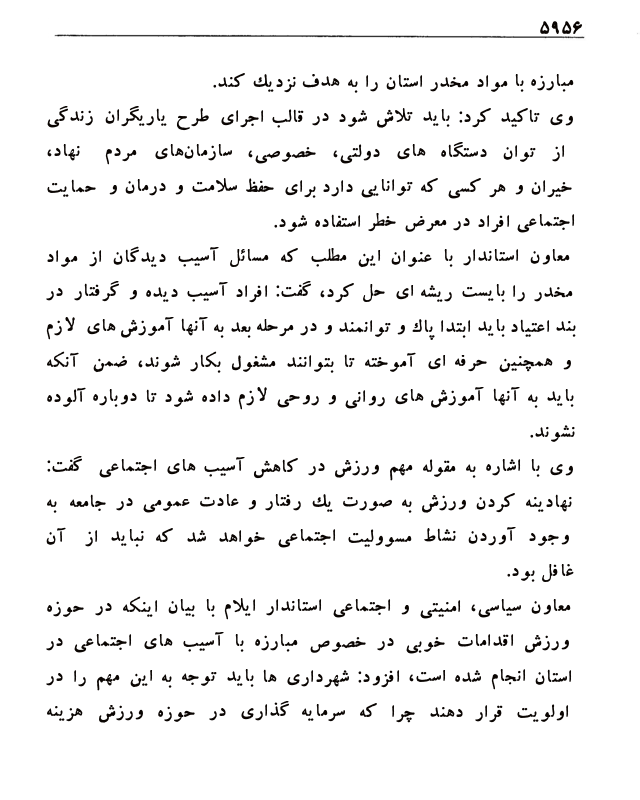 ۵۹۵۶
مبارزه با مواد مخدر استان را به هدف نزدیك کند.
وی تاکید کرد: باید تلاش شود در قالب اجرای طرح یاریگران زندگی
از توان دستگاه های دولتی، خصوصی، سازمان‌های مردم نهاد،
خیران و هر کسی که توانایی دارد برای حفظ سلامت و درمان و حمایت
اجتماعی افراد در معرض خطر استفاده شود.
معاون استاندار با عنوان این مطلب که مسائل آسیب دیدگان از مواد
مخدر را بایست ریشه ای حل کرد، گفت: افراد آسیب دیده و گرفتار در
بند اعتیاد باید ابتدا پاك و توانمند و در مرحله بعد به آنها آموزش های لازم
و همچنین حرفه ای آموخته تا بتوانند مشغول بکار شوند، ضمن آنکه
باید به آنها آموزش های روانی و روحی لازم داده شود تا دوباره آلوده
نشوند.
وی با اشاره به مقوله مهم ورزش در کاهش آسیب های اجتماعی گفت:
نهادینه کردن ورزش به صورت یك رفتار و عادت عمومی در جامعه به
وجود آوردن نشاط مسوولیت اجتماعی خواهد شد که نباید از آن
غافل بود.
معاون سیاسی، امنیتی و اجتماعی استاندار ایلام با بیان اینکه در حوزه
ورزش اقدامات خوبی در خصوص مبارزه با آسیب های اجتماعی در
استان انجام شده است، افزود: شهرداری ها باید توجه به این مهم را در
اولویت قرار دهند چرا که سرمایه گذاری در حوزه ورزش هزینه